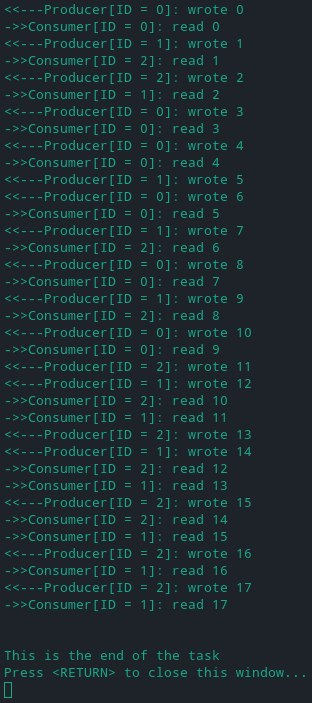 <<---Producer[ID = 0]: wrote 0
->>Consumer[ID = 0]: read 0
<<---Producer[ID = 1]: wrote 1
->>Consumer[ID = 2]: read 1
<<---Producer[ID = 2]: wrote 2
->>Consumer[ID = 1]: read 2
<<---Producer[ID = 0]: wrote 3
->>Consumer[ID = 0]: read 3
<<---Producer[ID = 0]: wrote 4
->>Consumer[ID = 0]: read 4
<<---Producer[ID = 1]: wrote 5
<<---Producer[ID = 0]: wrote 6
->>Consumer[ID = 0]: read 5
<<---Producer[ID = 1]: wrote 7
->>Consumer[ID = 2]: read 6
<<---Producer[ID = 0]: wrote 8
->>Consumer[ID = 0]: read 7
<<---Producer[ID = 1]: wrote 9
->>Consumer[ID = 2]: read 8
<<---Producer[ID = 0]: wrote 10
->>Consumer[ID = 0]: read 9
<<---Producer[ID = 2]: wrote 11
<<---Producer[ID = 1]: wrote 12
->>Consumer[ID = 2]: read 10
->>Consumer[ID = 1]: read 11
<<---Producer[ID = 2]: wrote 13
<<---Producer[ID = 1]: wrote 14
->>Consumer[ID = 2]: read 12
->>Consumer[ID = 1]: read 13
<<---Producer[ID = 2]: wrote 15
->>Consumer[ID = 2]: read 14
->>Consumer[ID = 1]: read 15
<<---Producer[ID = 2]: wrote 16
->>Consumer[ID = 1]: read 16
<<---Producer[ID = 2]: wrote 17
->>Consumer[ID = 1]: read 17
This is the end of the task
Press <RETURN> to close this window...